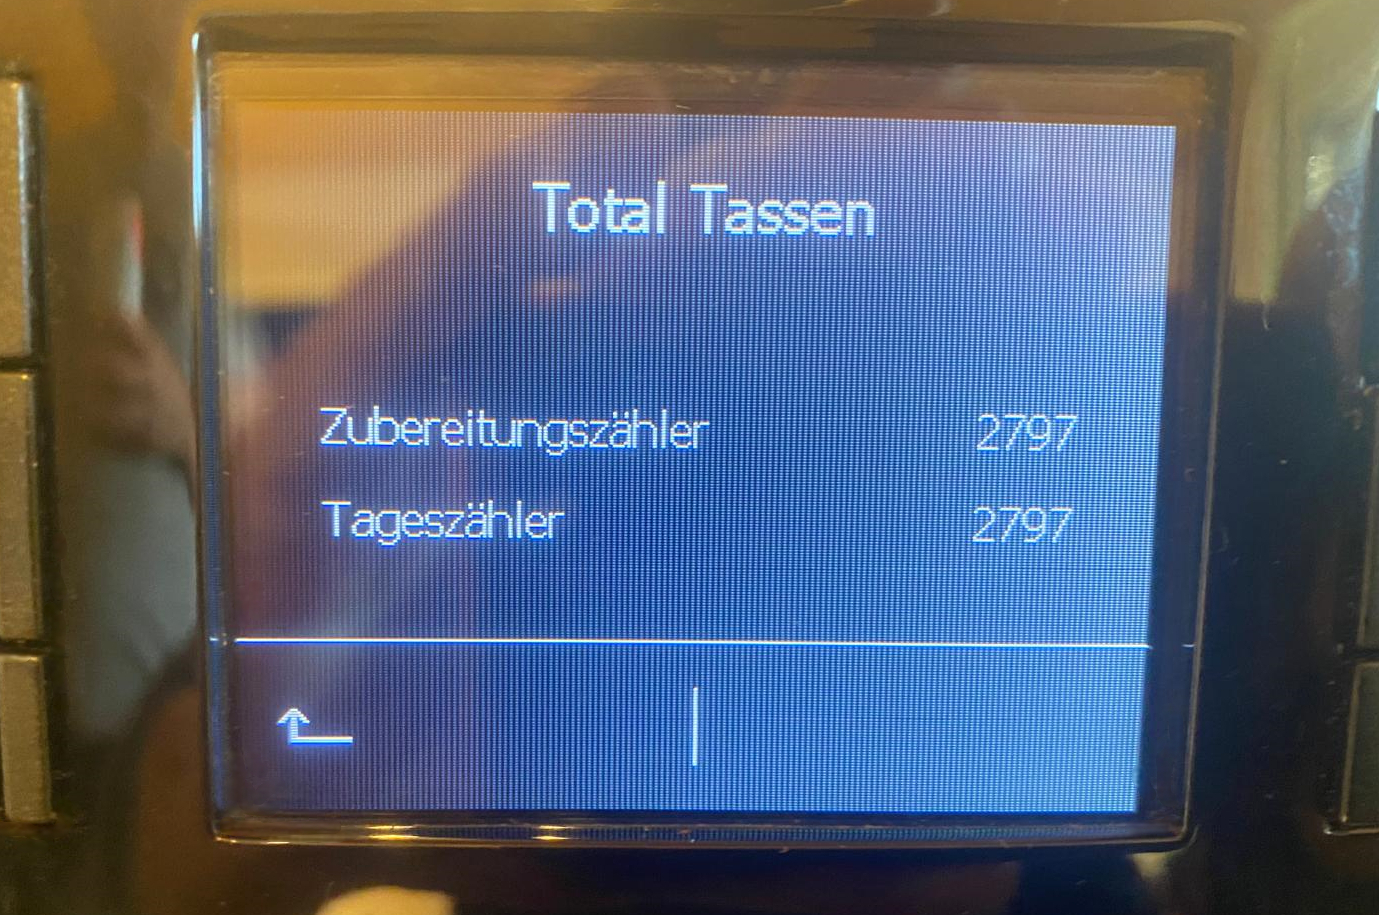 Total Tassen
Zubereitungszähler 2797
Tageszähler 2797